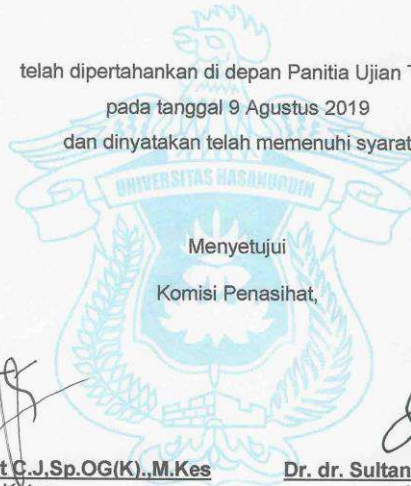 telah dipertahankan di depan Panitia Ujian
pada tanggal 9 Agustus 2019
dan dinyatakan telah memenuhi syarat
UNIVERSITAS HASANUDDIN
Menyetujui
Komisi Penasihat,
t C.J,Sp.OG(K).,M.Kes Dr. dr. Sultan